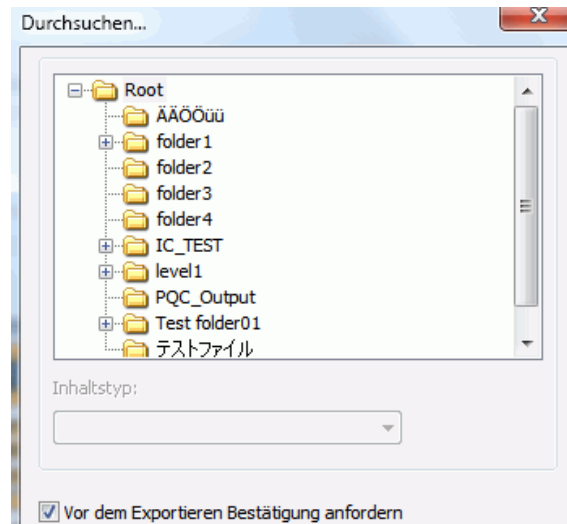 Durchsuchen...
Root
ÄÄÖÖüü
folder1
folder2
folder3
folder4
IC_TEST
level1
PQC_Output
Test folder01
テストファイル
Inhaltstyp:
Vor dem Exportieren Bestätigung anfordern